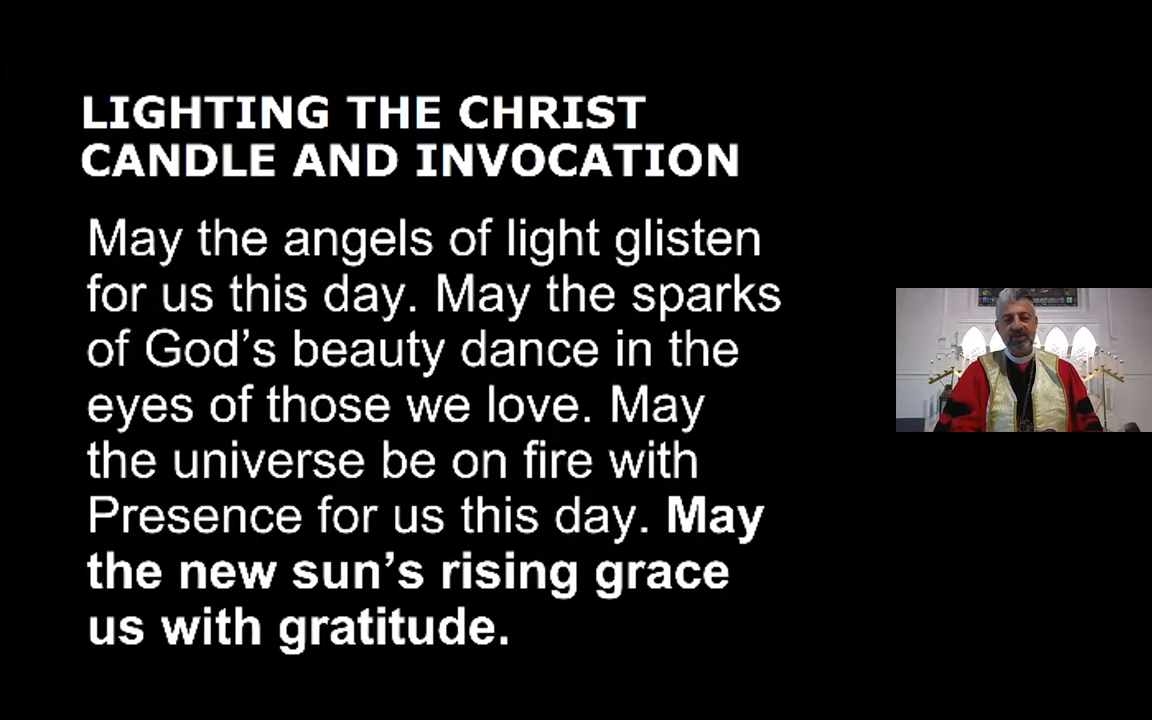 LIGHTING THE CHRIST
CANDLE AND INVOCATION
May the angels of light glisten
for us this day. May the sparks
of God’s beauty dance in the
eyes of those we love. May
the universe be on fire with
Presence for us this day. May
the new sun’s rising grace
us with gratitude.